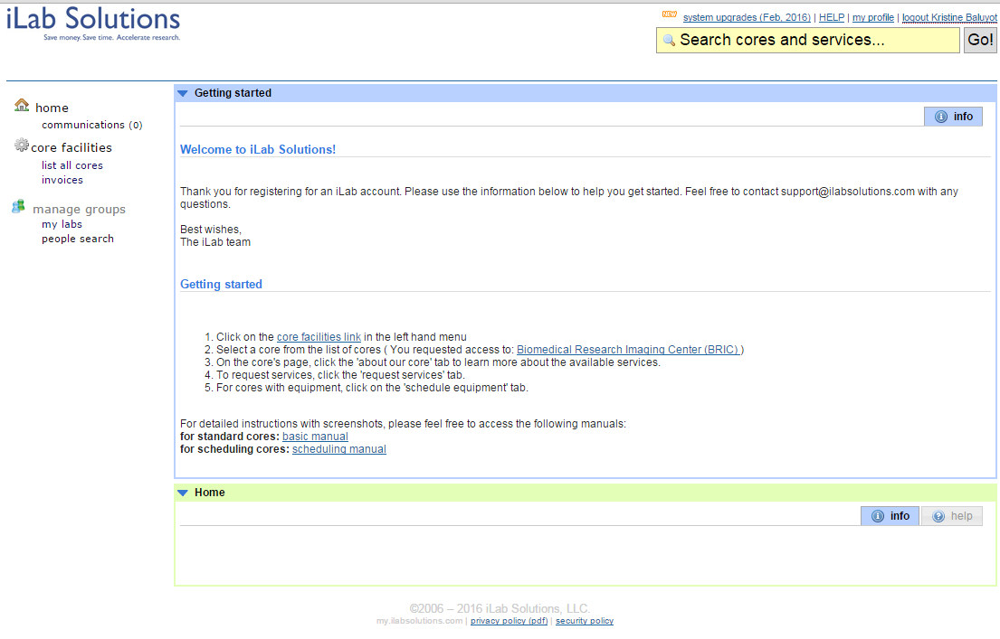 iLab Solutions
Save money. Save time. Accelerate research.
NEW system upgrades (Feb, 2016) | HELP | my profile | logout Kristine Baluyot
Search cores and services... Go!
home
communications (0)
core facilities
list all cores
invoices
manage groups
my labs
people search
Getting started
info
Welcome to iLab Solutions!
Thank you for registering for an iLab account. Please use the information below to help you get started. Feel free to contact support@ilabsolutions.com with any
questions.
Best wishes,
The iLab team
Getting started
1. Click on the core facilities link in the left hand menu
2. Select a core from the list of cores ( You requested access to: Biomedical Research Imaging Center (BRIC) )
3. On the core's page, click the 'about our core' tab to learn more about the available services.
4. To request services, click the 'request services' tab.
5. For cores with equipment, click on the 'schedule equipment' tab.
For detailed instructions with screenshots, please feel free to access the following manuals:
for standard cores: basic manual
for scheduling cores: scheduling manual
Home
info help
©2006 – 2016 iLab Solutions, LLC.
my.ilabsolutions.com | privacy policy (pdf) | security policy